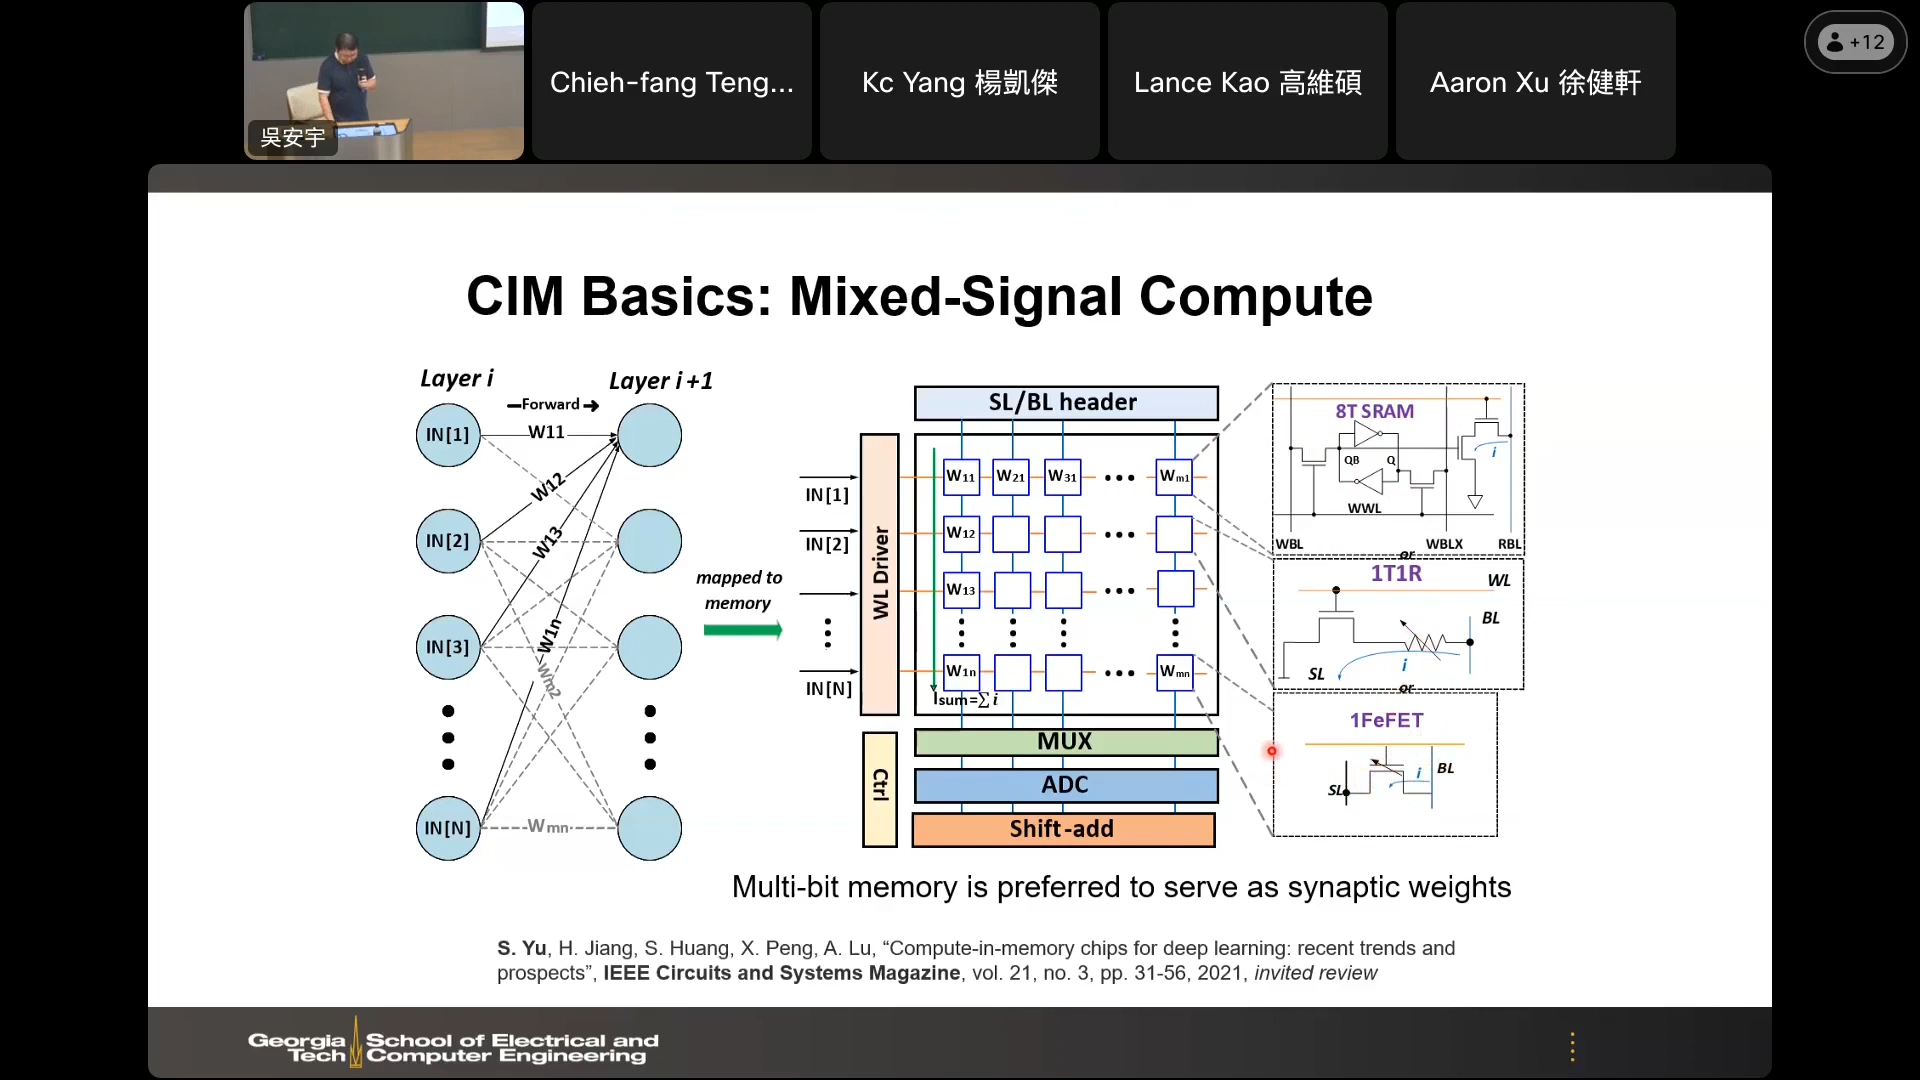 吳安宇
Chieh-fang Teng...
Kc Yang 楊凱傑
Lance Kao 高維碩
Aaron Xu 徐健軒
+12
CIM Basics: Mixed-Signal Compute
Layer i
Layer i+1
Forward
IN[1]
IN[2]
IN[3]
IN[N]
W11
W12
W13
W1n
Wm2
Wmn
mapped to
memory
SL/BL header
WL Driver
IN[1]
IN[2]
IN[N]
W11 W21 W31 ••• Wm1
W12 •••
W13 •••
W1n ••• Wmn
Isum=∑ i
MUX
ADC
Shift-add
Ctrl
8T SRAM
QB
Q
i
WWL
WBL
WBLX
RBL
or
1T1R
WL
BL
i
SL
or
1FeFET
BL
i
SL
Multi-bit memory is preferred to serve as synaptic weights
S. Yu, H. Jiang, S. Huang, X. Peng, A. Lu, “Compute-in-memory chips for deep learning: recent trends and
prospects”, IEEE Circuits and Systems Magazine, vol. 21, no. 3, pp. 31-56, 2021, invited review
Georgia Tech
School of Electrical and
Computer Engineering